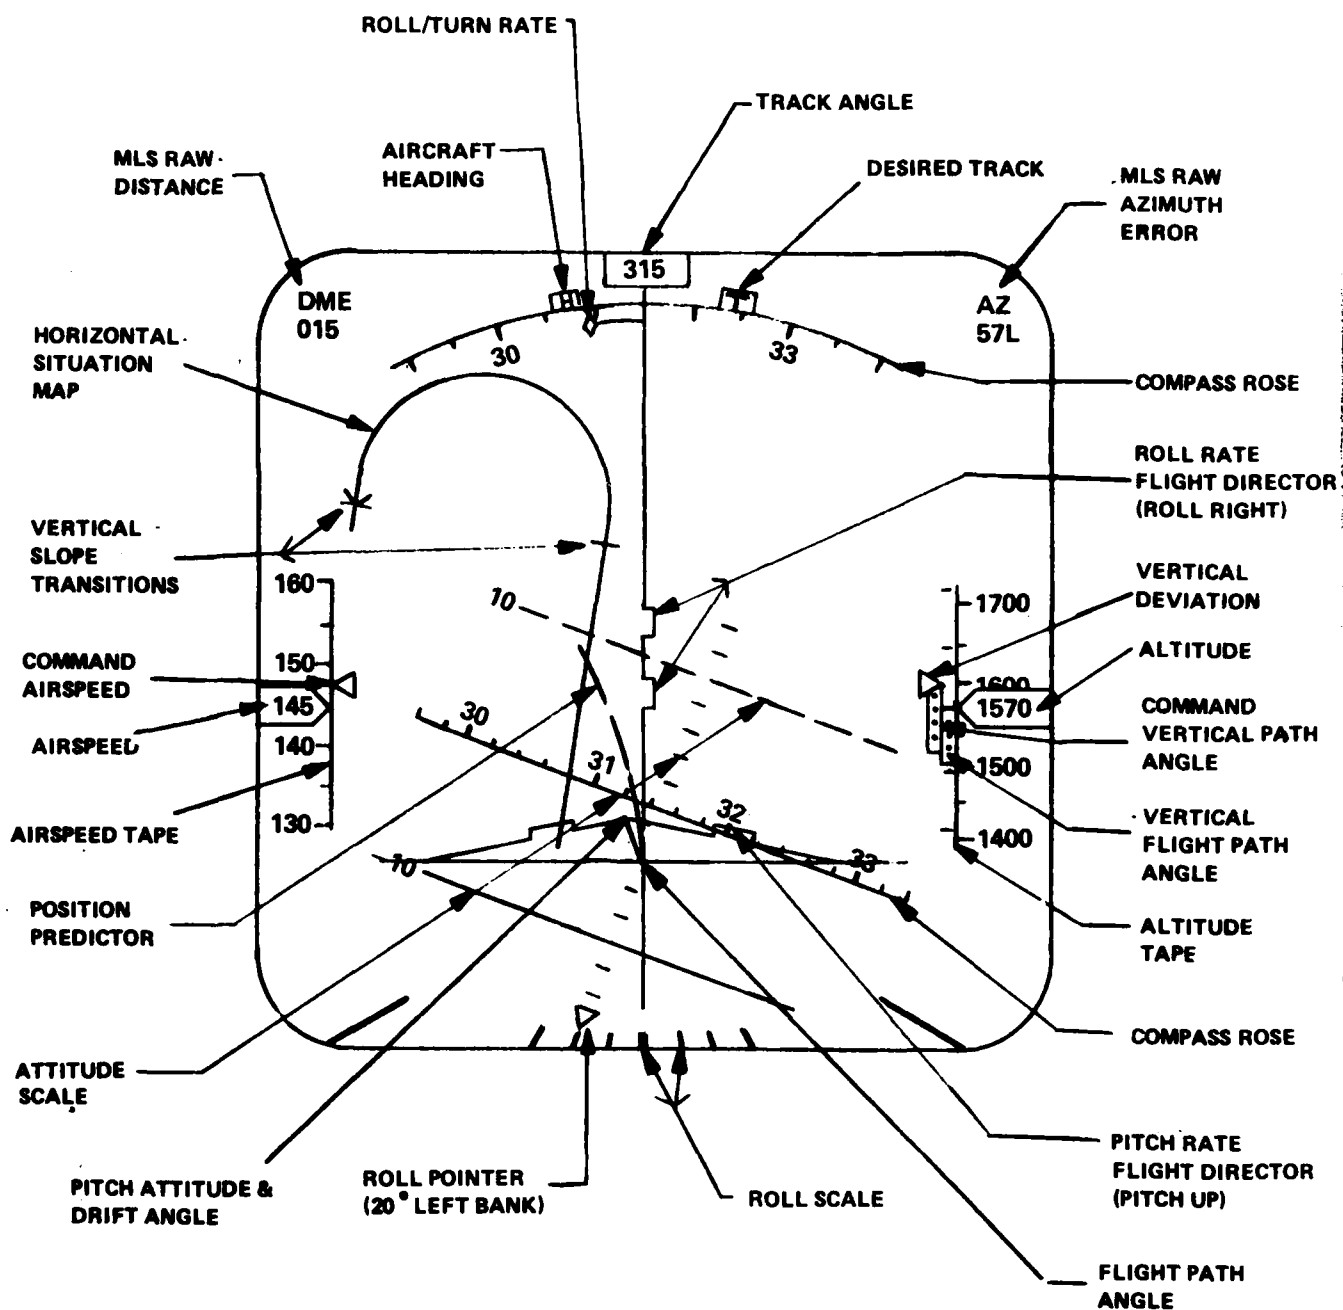 ROLL/TURN RATE
TRACK ANGLE
AIRCRAFT
HEADING
MLS RAW
DISTANCE
DESIRED TRACK
MLS RAW
AZIMUTH
ERROR
315
DME
015
AZ
57L
30
33
HORIZONTAL
SITUATION
MAP
COMPASS ROSE
ROLL RATE
FLIGHT DIRECTOR
(ROLL RIGHT)
VERTICAL
SLOPE
TRANSITIONS
VERTICAL
DEVIATION
160
150
145
140
130
10
1700
1600
1570
1500
1400
COMMAND
AIRSPEED
AIRSPEED
AIRSPEED TAPE
ALTITUDE
COMMAND
VERTICAL PATH
ANGLE
VERTICAL
FLIGHT PATH
ANGLE
30
31
32
33
10
POSITION
PREDICTOR
ALTITUDE
TAPE
ATTITUDE
SCALE
COMPASS ROSE
PITCH ATTITUDE &
DRIFT ANGLE
ROLL POINTER
(20° LEFT BANK)
ROLL SCALE
PITCH RATE
FLIGHT DIRECTOR
(PITCH UP)
FLIGHT PATH
ANGLE